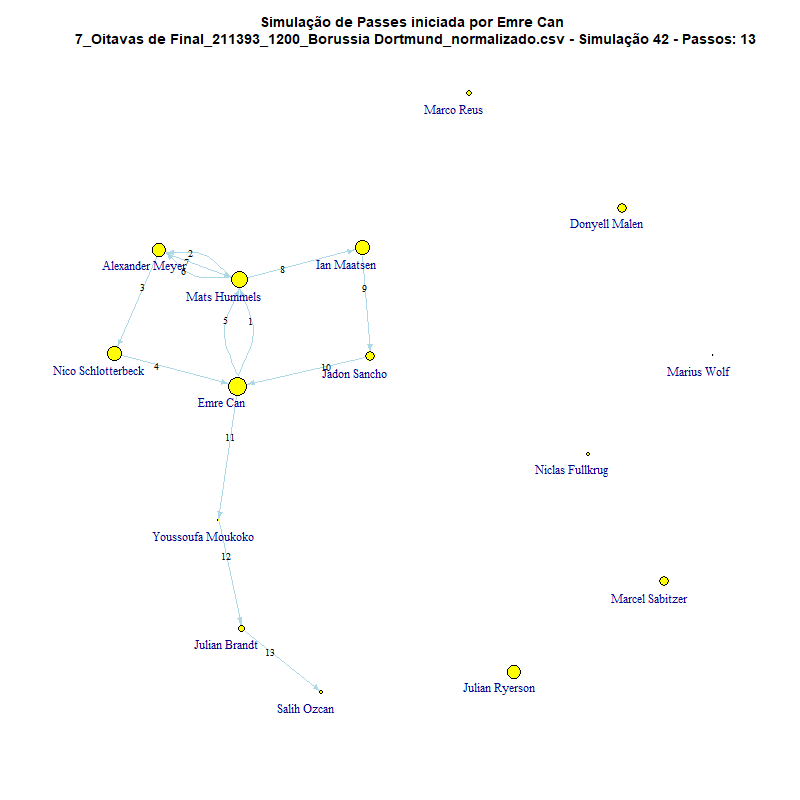 Simulação de Passes iniciada por Emre Can
7_Oitavas de Final_211393_1200_Borussia Dortmund_normalizado.csv - Simulação 42 - Passos: 13
Marco Reus
Donyell Malen
2
Alexander Meyer
7
6
8
Ian Maatsen
3
Mats Hummels
9
5
1
Nico Schlotterbeck
4
10
Jadon Sancho
Marius Wolf
Emre Can
11
Niclas Fullkrug
Youssoufa Moukoko
12
Marcel Sabitzer
Julian Brandt
13
Julian Ryerson
Salih Ozcan